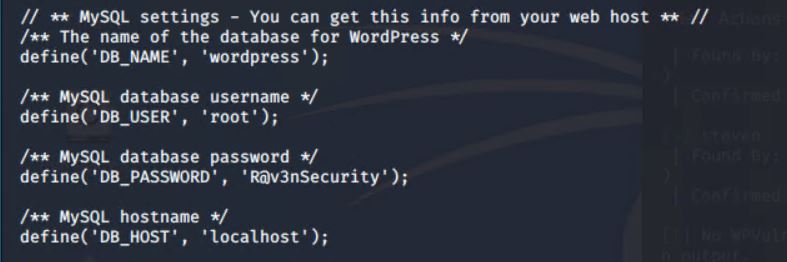 // ** MySQL settings - You can get this info from your web host ** //
/** The name of the database for WordPress */
define('DB_NAME', 'wordpress');
/** MySQL database username */
define('DB_USER', 'root');
/** MySQL database password */
define('DB_PASSWORD', 'R@v3nSecurity');
/** MySQL hostname */
define('DB_HOST', 'localhost');
Actions
| Found By:
)
| Confirmed
steven
| Found By:
)
| Confirmed
[!] No WPVul
output.